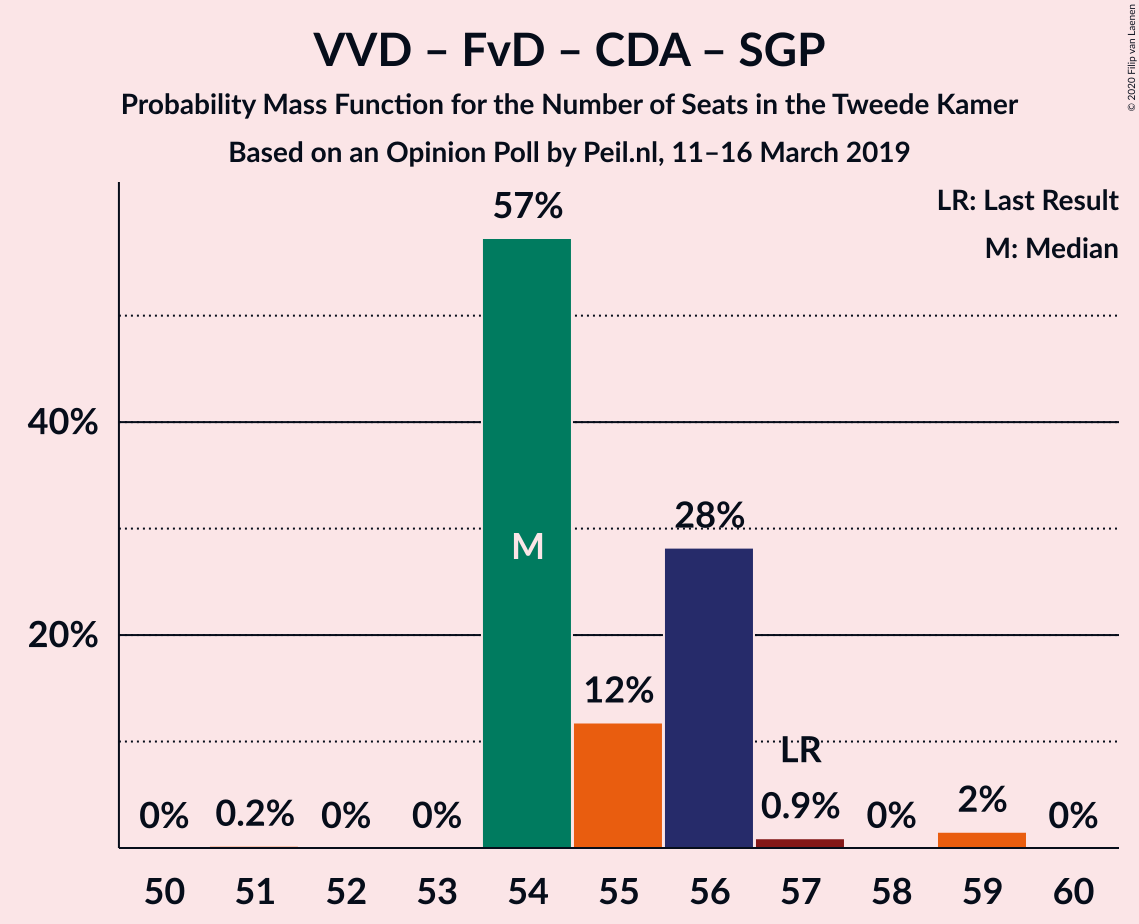 VVD – FvD – CDA – SGP
Probability Mass Function for the Number of Seats in the Tweede Kamer
Based on an Opinion Poll by Peil.nl, 11–16 March 2019
© 2020 Filip van Laenen
LR: Last Result
M: Median
57%
40%
M
28%
20%
12%
LR
0% 0.2% 0% 0% 0.9% 0% 2% 0%
50 51 52 53 54 55 56 57 58 59 60